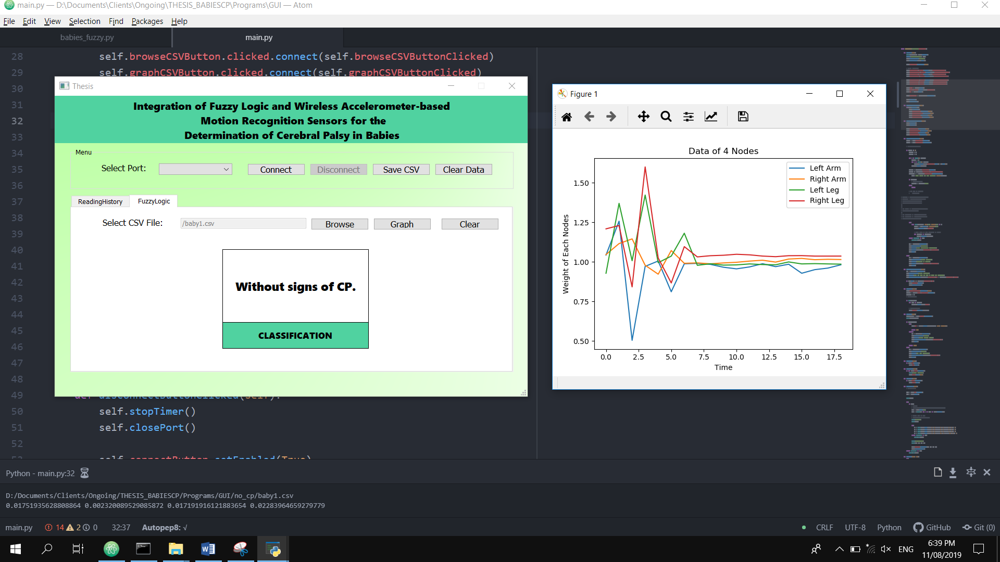 main.py — D:\Documents\Clients\Ongoing\THESIS_BABIESCP\Programs\GUI — Atom
File Edit View Selection Find Packages Help
babies_fuzzy.py main.py
28 self.browseCSVButton.clicked.connect(self.browseCSVButtonClicked)
29 self.graphCSVButton.clicked.connect(self.graphCSVButtonClicked)
30
31
32
33
34
35
36
37
38
39
40
41
42
43
44
45
46
47
48
49 def disconnectButtonClicked(self):
50 self.stopTimer()
51 self.closePort()
52
53 self.connectButton.setEnabled(True)
Thesis
Integration of Fuzzy Logic and Wireless Accelerometer-based
Motion Recognition Sensors for the
Determination of Cerebral Palsy in Babies
Menu
Select Port: Connect Disconnect Save CSV Clear Data
ReadingHistory FuzzyLogic
Select CSV File: /baby1.csv Browse Graph Clear
Without signs of CP.
CLASSIFICATION
Figure 1
Data of 4 Nodes
Left Arm
Right Arm
Left Leg
Right Leg
Weight of Each Nodes
1.50
1.25
1.00
0.75
0.50
0.0 2.5 5.0 7.5 10.0 12.5 15.0 17.5
Time
Python - main.py:32
D:/Documents/Clients/Ongoing/THESIS_BABIESCP/Programs/GUI/no_cp/baby1.csv
0.01751935628808864 0.002320089529085872 0.017191916121883654 0.02283964659279779
main.py 14 2 0 32:37 Autopep8: √ CRLF UTF-8 Python GitHub Git (0)
ENG
6:39 PM
11/08/2019